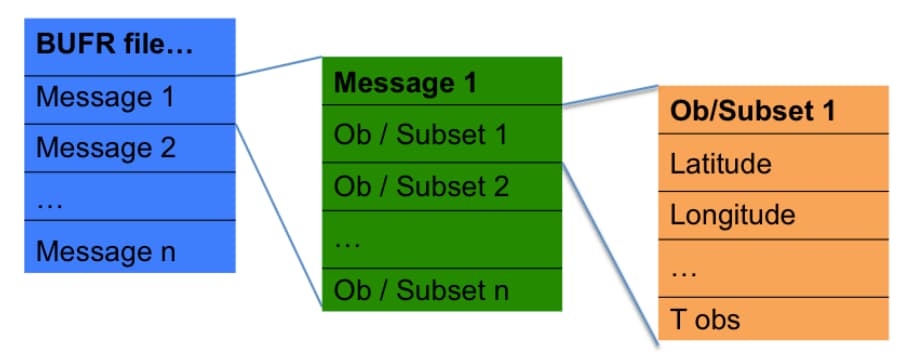 BUFR file…
Message 1
Message 2
…
Message n
Message 1
Ob / Subset 1
Ob / Subset 2
…
Ob / Subset n
Ob/Subset 1
Latitude
Longitude
…
T obs